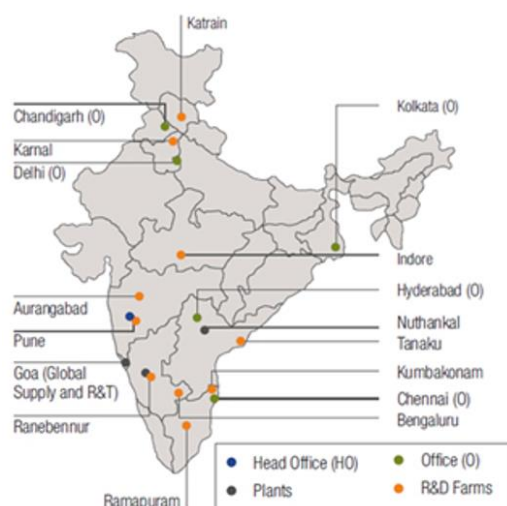 Katrain
Chandigarh (O)
Kolkata (O)
Karnal
Delhi (O)
Indore
Hyderabad (O)
Aurangabad
Nuthankal
Pune
Tanaku
Goa (Global
Supply and R&T)
Kumbakonam
Chennai (O)
Ranebennur
Bengaluru
Ramapuram
Head Office (HO)
Office (O)
Plants
R&D Farms